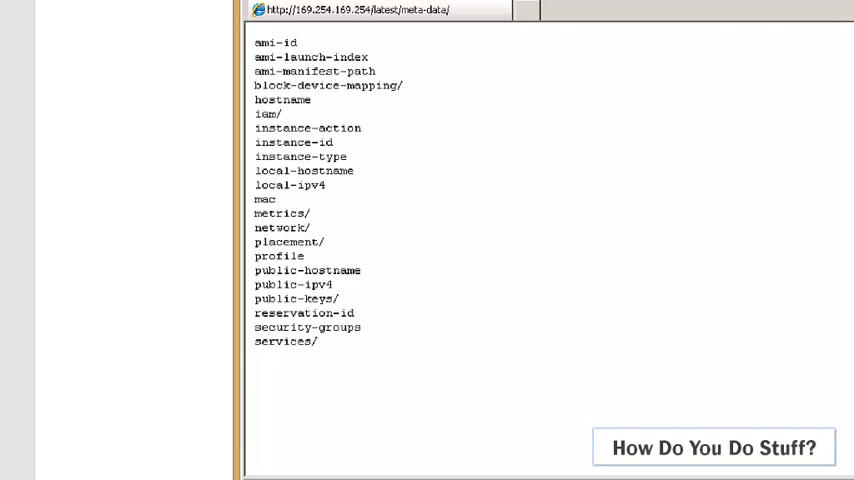 http://169.254.169.254/latest/meta-data/
ami-id
ami-launch-index
ami-manifest-path
block-device-mapping/
hostname
iam/
instance-action
instance-id
instance-type
local-hostname
local-ipv4
mac
metrics/
network/
placement/
profile
public-hostname
public-ipv4
public-keys/
reservation-id
security-groups
services/
How Do You Do Stuff?